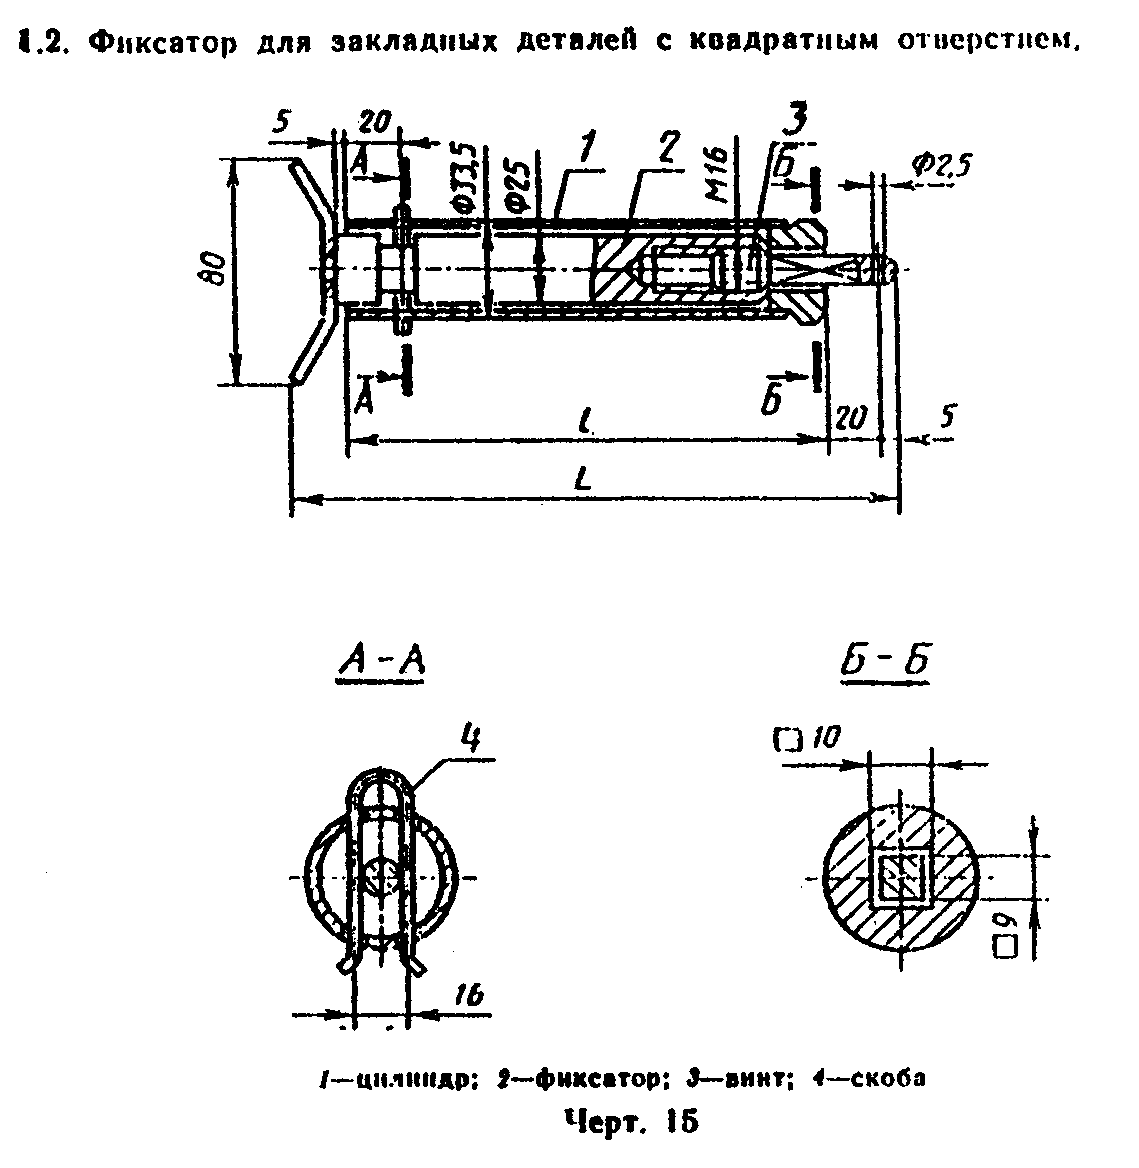 1.2. Фиксатор для закладных деталей с квадратным отверстием.
5 20 1 2 3
А Ф33,5 Ф25 М16 Б Ф2,5
80
А Б
l 20 5
L
А - А Б - Б
4 □ 10
□ 9
16
1—цилиндр; 2—фиксатор; 3—винт; 4—скоба
Черт. 15